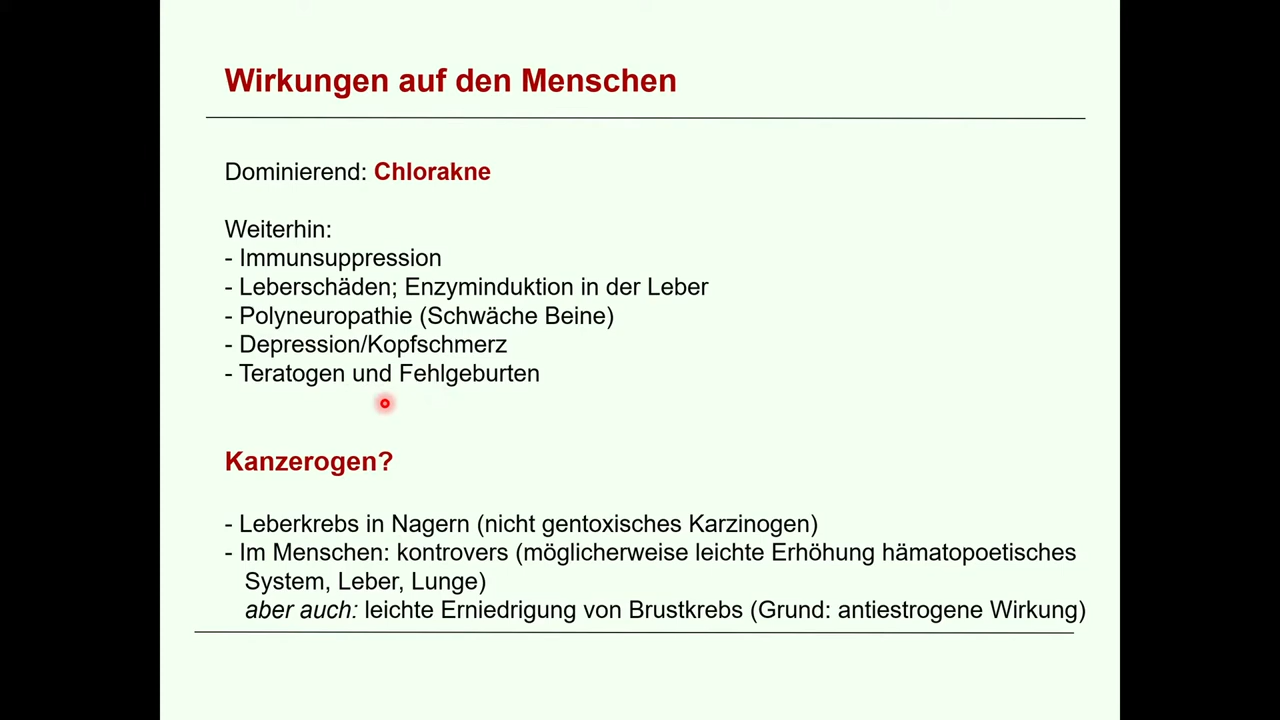 Wirkungen auf den Menschen
Dominierend: Chlorakne
Weiterhin:
- Immunsuppression
- Leberschäden; Enzyminduktion in der Leber
- Polyneuropathie (Schwäche Beine)
- Depression/Kopfschmerz
- Teratogen und Fehlgeburten
Kanzerogen?
- Leberkrebs in Nagern (nicht gentoxisches Karzinogen)
- Im Menschen: kontrovers (möglicherweise leichte Erhöhung hämatopoetisches
System, Leber, Lunge)
aber auch: leichte Erniedrigung von Brustkrebs (Grund: antiestrogene Wirkung)